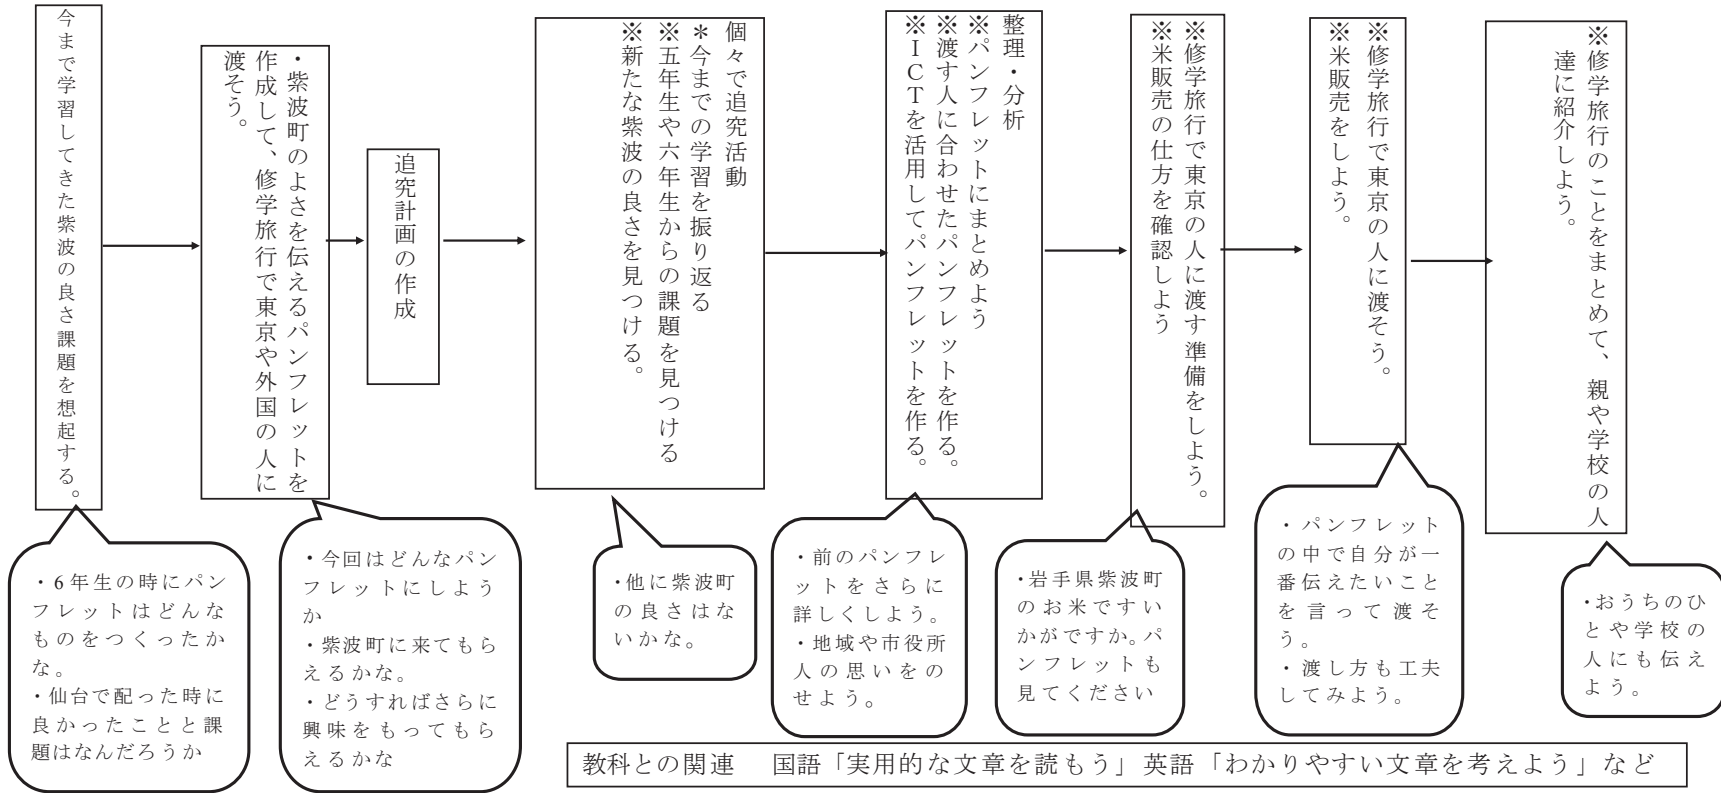 今まで学習してきた紫波の良さ課題を想起する。
・紫波町のよさを伝えるパンフレットを
作成して、修学旅行で東京や外国の人に
渡そう。
追究計画の作成
個々で追究活動
＊今までの学習を振り返る
※五年生や六年生からの課題を見つける
※新たな紫波の良さを見つける。
整理・分析
※パンフレットにまとめよう
※渡す人に合わせたパンフレットを作る。
※ICTを活用してパンフレットを作る。
※修学旅行で東京の人に渡す準備をしよう。
※米販売の仕方を確認しよう
※修学旅行で東京の人に渡そう。
※米販売をしよう。
※修学旅行のことをまとめて、親や学校の人
達に紹介しよう。
・6年生の時にパン
フレットはどんな
ものをつくったか
な。
・仙台で配った時に
良かったことと課
題はなんだろうか
・今回はどんなパン
フレットにしよう
か
・紫波町に来てもら
えるかな。
・どうすればさらに
興味をもってもら
えるかな
・他に紫波町
の良さはな
いかな。
・前のパンフレ
ットをさらに
詳しくしよう。
・地域や市役所
人の思いをの
せよう。
・岩手県紫波町
のお米ですい
かがですか。パ
ンフレットも
見てください
・パンフレット
の中で自分が一
番伝えたいこと
を言って渡そ
う。
・渡し方も工夫
してみよう。
・おうちのひ
とや学校の
人にも伝え
よう。
教科との関連　国語「実用的な文章を読もう」英語「わかりやすい文章を考えよう」など